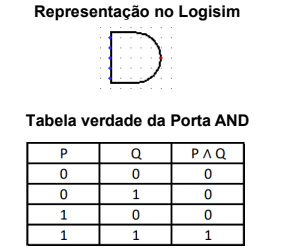 Representação no Logisim
Tabela verdade da Porta AND
P Q P ∧ Q
0 0 0
0 1 0
1 0 0
1 1 1